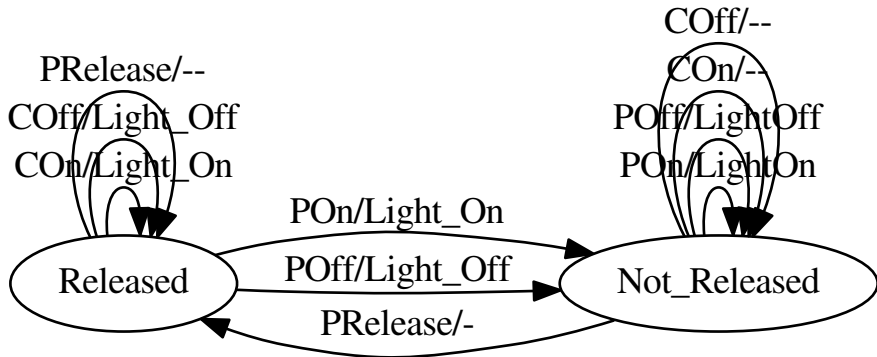 COff/--
PRelease/--
COn/--
COff/Light_Off
POff/LightOff
COn/Light_On
POn/LightOn
POn/Light_On
POff/Light_Off
Released
Not_Released
PRelease/-